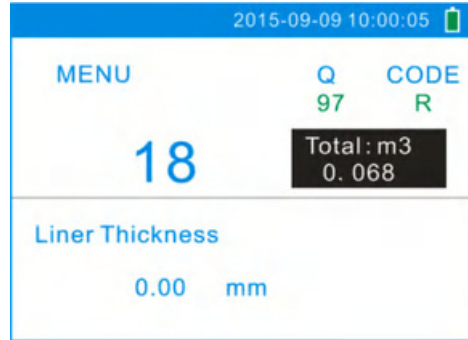 2015-09-09 10:00:05
MENU Q CODE
97 R
18 Total:m3
0.068
Liner Thickness
0.00 mm